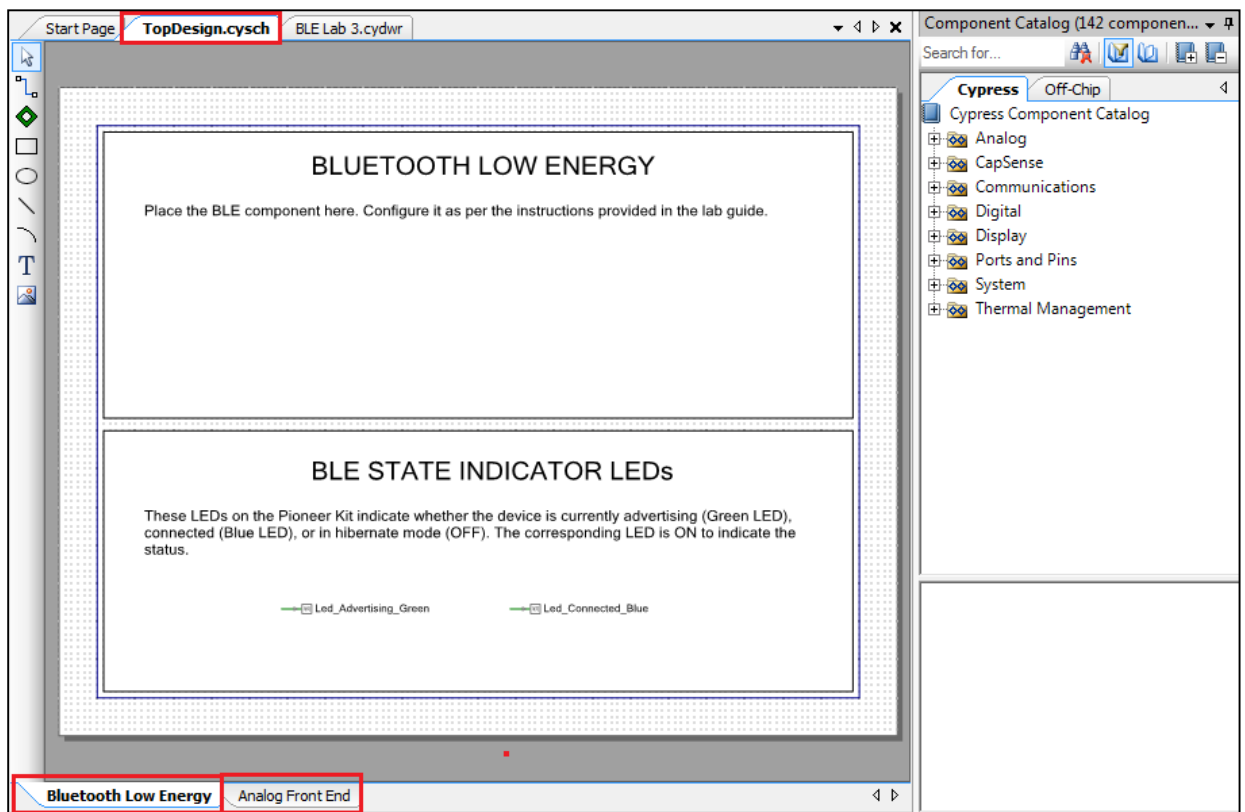 Start Page
TopDesign.cysch
BLE Lab 3.cydwr
Component Catalog (142 componen...
Search for...
Cypress
Off-Chip
Cypress Component Catalog
Analog
CapSense
Communications
Digital
Display
Ports and Pins
System
Thermal Management
T
BLUETOOTH LOW ENERGY
Place the BLE component here. Configure it as per the instructions provided in the lab guide.
BLE STATE INDICATOR LEDs
These LEDs on the Pioneer Kit indicate whether the device is currently advertising (Green LED),
connected (Blue LED), or in hibernate mode (OFF). The corresponding LED is ON to indicate the
status.
Led_Advertising_Green
Led_Connected_Blue
Bluetooth Low Energy
Analog Front End